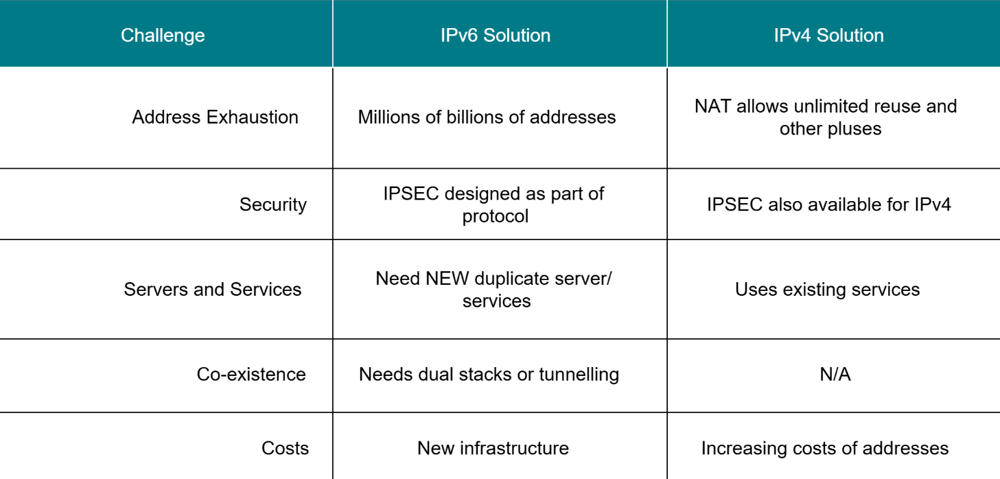 Challenge
IPv6 Solution
IPv4 Solution
Address Exhaustion
Millions of billions of addresses
NAT allows unlimited reuse and
other pluses
Security
IPSEC designed as part of
protocol
IPSEC also available for IPv4
Servers and Services
Need NEW duplicate server/
services
Uses existing services
Co-existence
Needs dual stacks or tunnelling
N/A
Costs
New infrastructure
Increasing costs of addresses